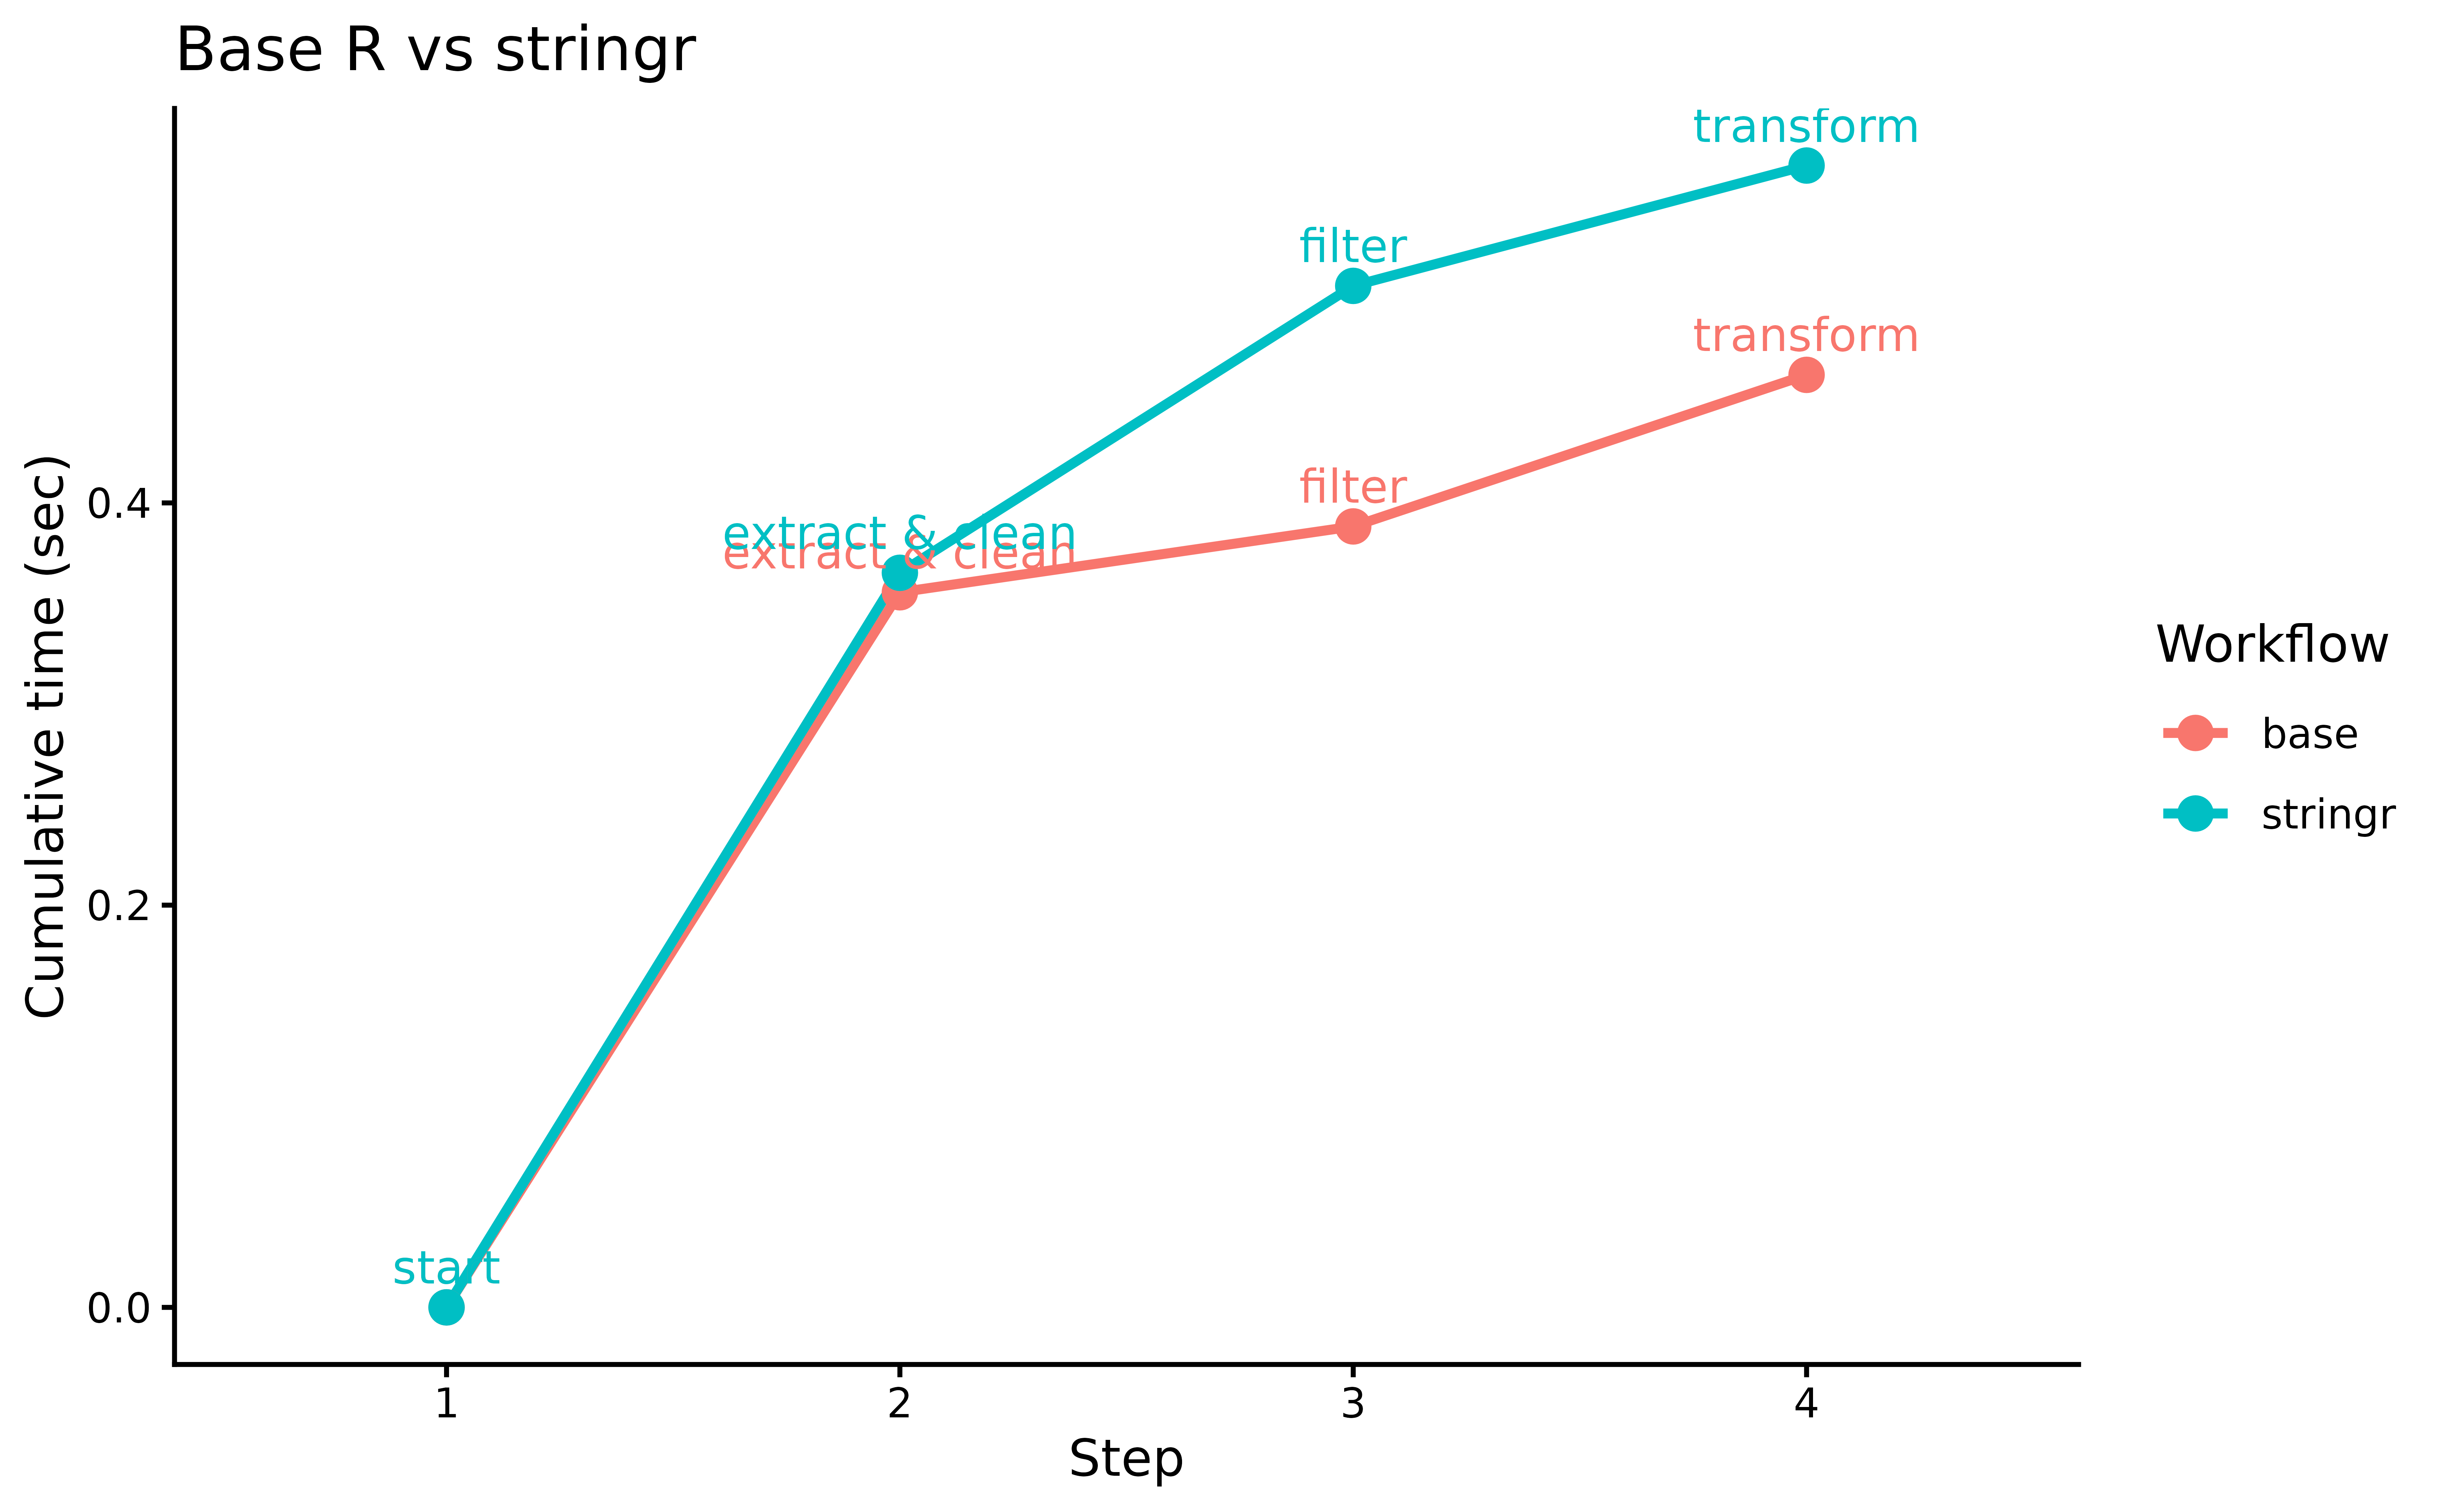 Base R vs stringr
Cumulative time (sec)
0.4
0.2
0.0
transform
filter
transform
filter
extract & clean
extract & clean
start
1
2
3
4
Step
Workflow
base
stringr